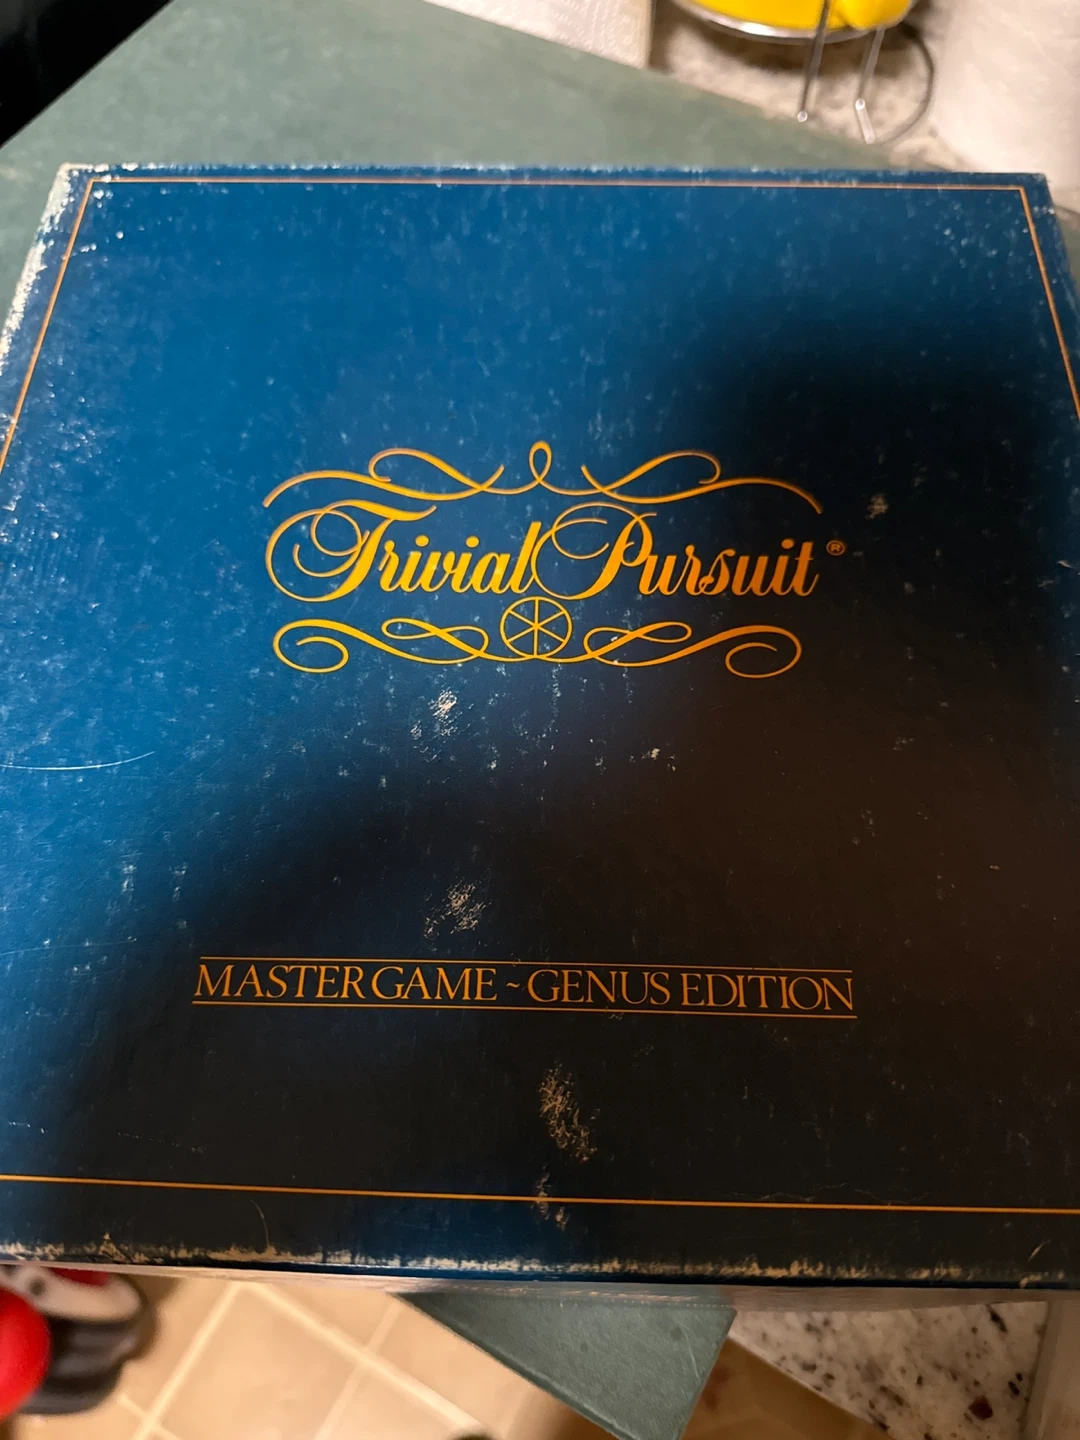 Trivial Pursuit®
MASTER GAME ~ GENUS EDITION